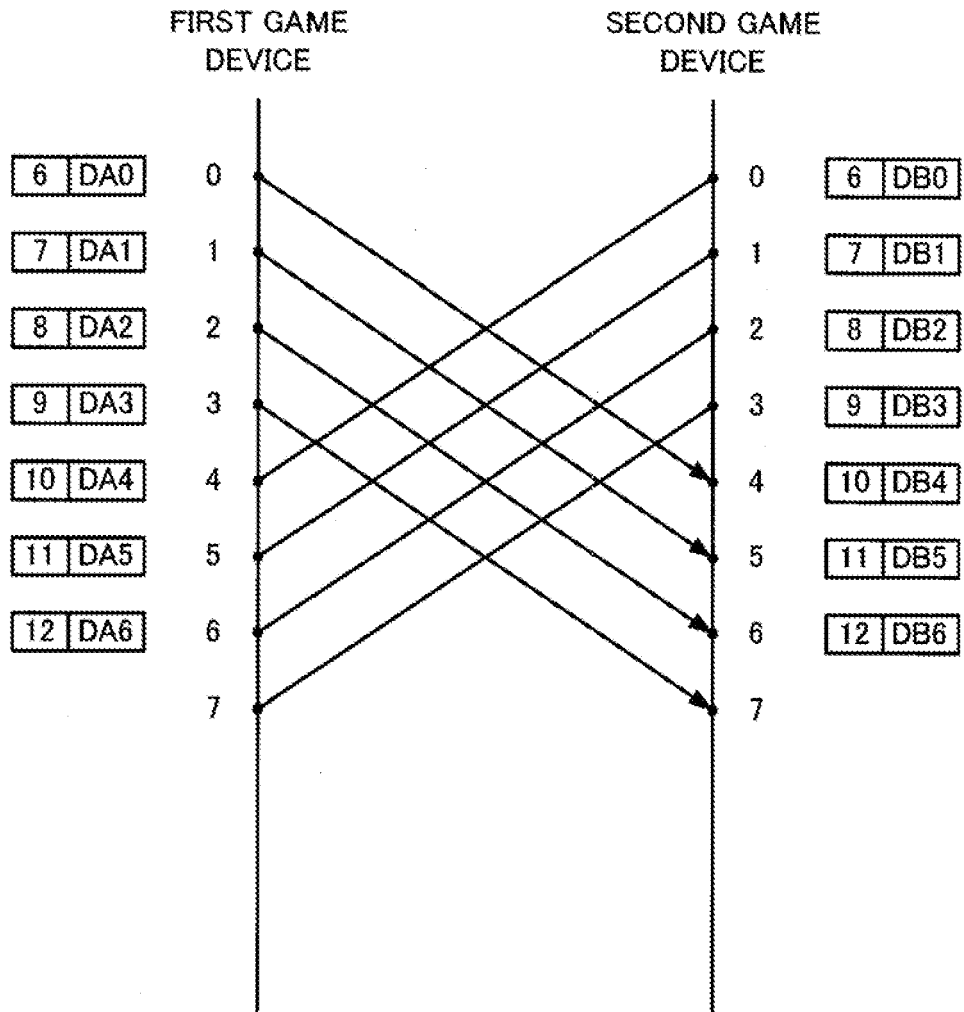 FIRST GAME
DEVICE
SECOND GAME
DEVICE
6 DA0 0 0 6 DB0
7 DA1 1 1 7 DB1
8 DA2 2 2 8 DB2
9 DA3 3 3 9 DB3
10 DA4 4 4 10 DB4
11 DA5 5 5 11 DB5
12 DA6 6 6 12 DB6
7 7